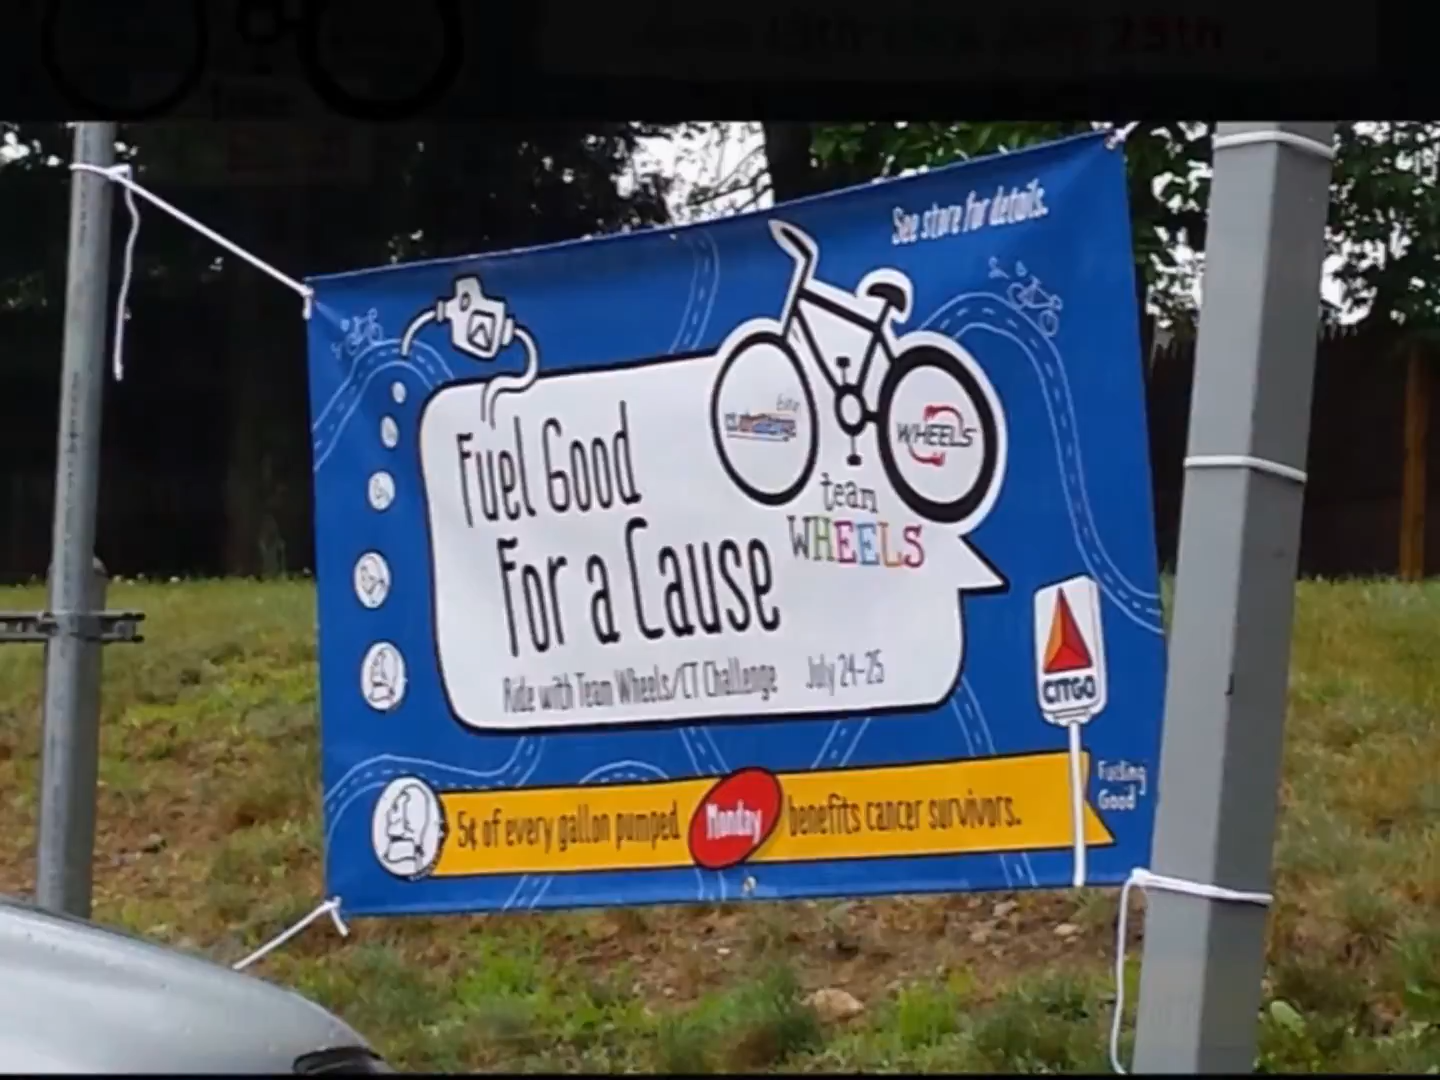 See store for details.
WHEELS
team
WHEELS
Fuel Good
For a Cause
Ride with Team Wheels/CT Challenge July 24-25
CITGO
Fueling
Good
5¢ of every gallon pumped Monday benefits cancer survivors.